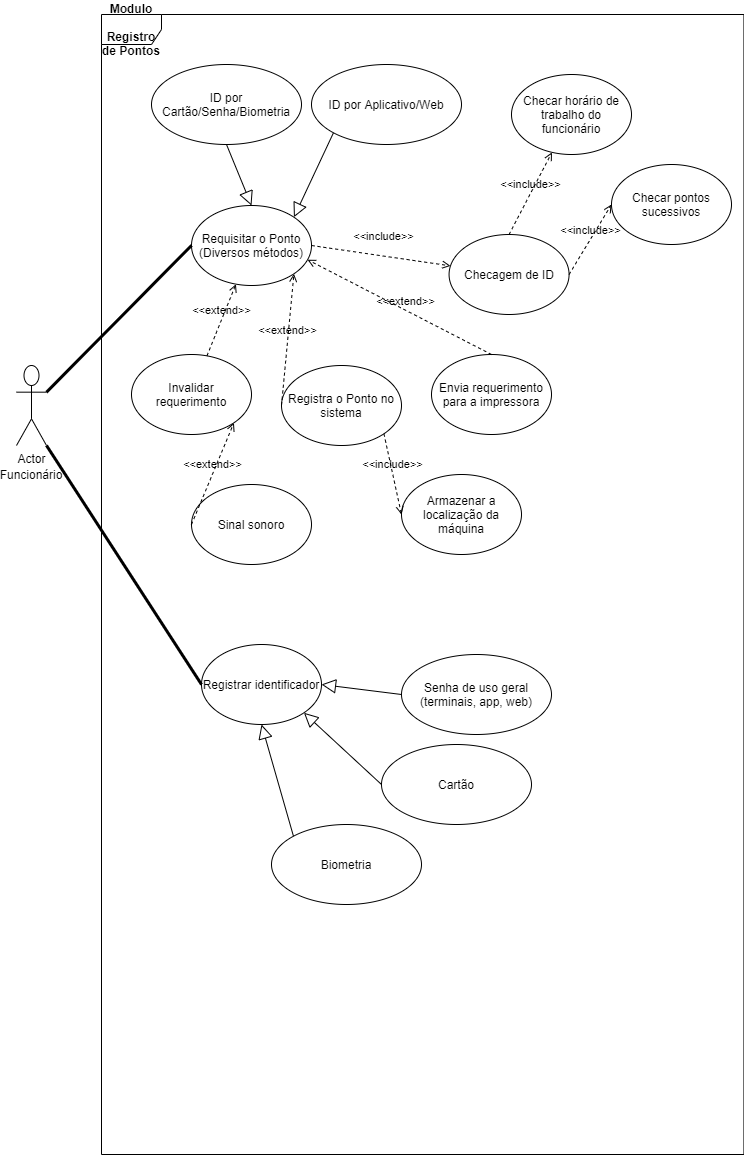 Modulo
Registro
de Pontos
ID por
Cartão/Senha/Biometria
ID por Aplicativo/Web
Checar horário de
trabalho do
funcionário
Checar pontos
sucessivos
<<include>>
<<include>>
Requisitar o Ponto
(Diversos métodos)
<<include>>
Checagem de ID
<<extend>>
<<extend>>
<<extend>>
Invalidar
requerimento
Registra o Ponto no
sistema
Envia requerimento
para a impressora
Actor
Funcionário
<<extend>>
<<include>>
Sinal sonoro
Armazenar a
localização da
máquina
Registrar identificador
Senha de uso geral
(terminais, app, web)
Cartão
Biometria